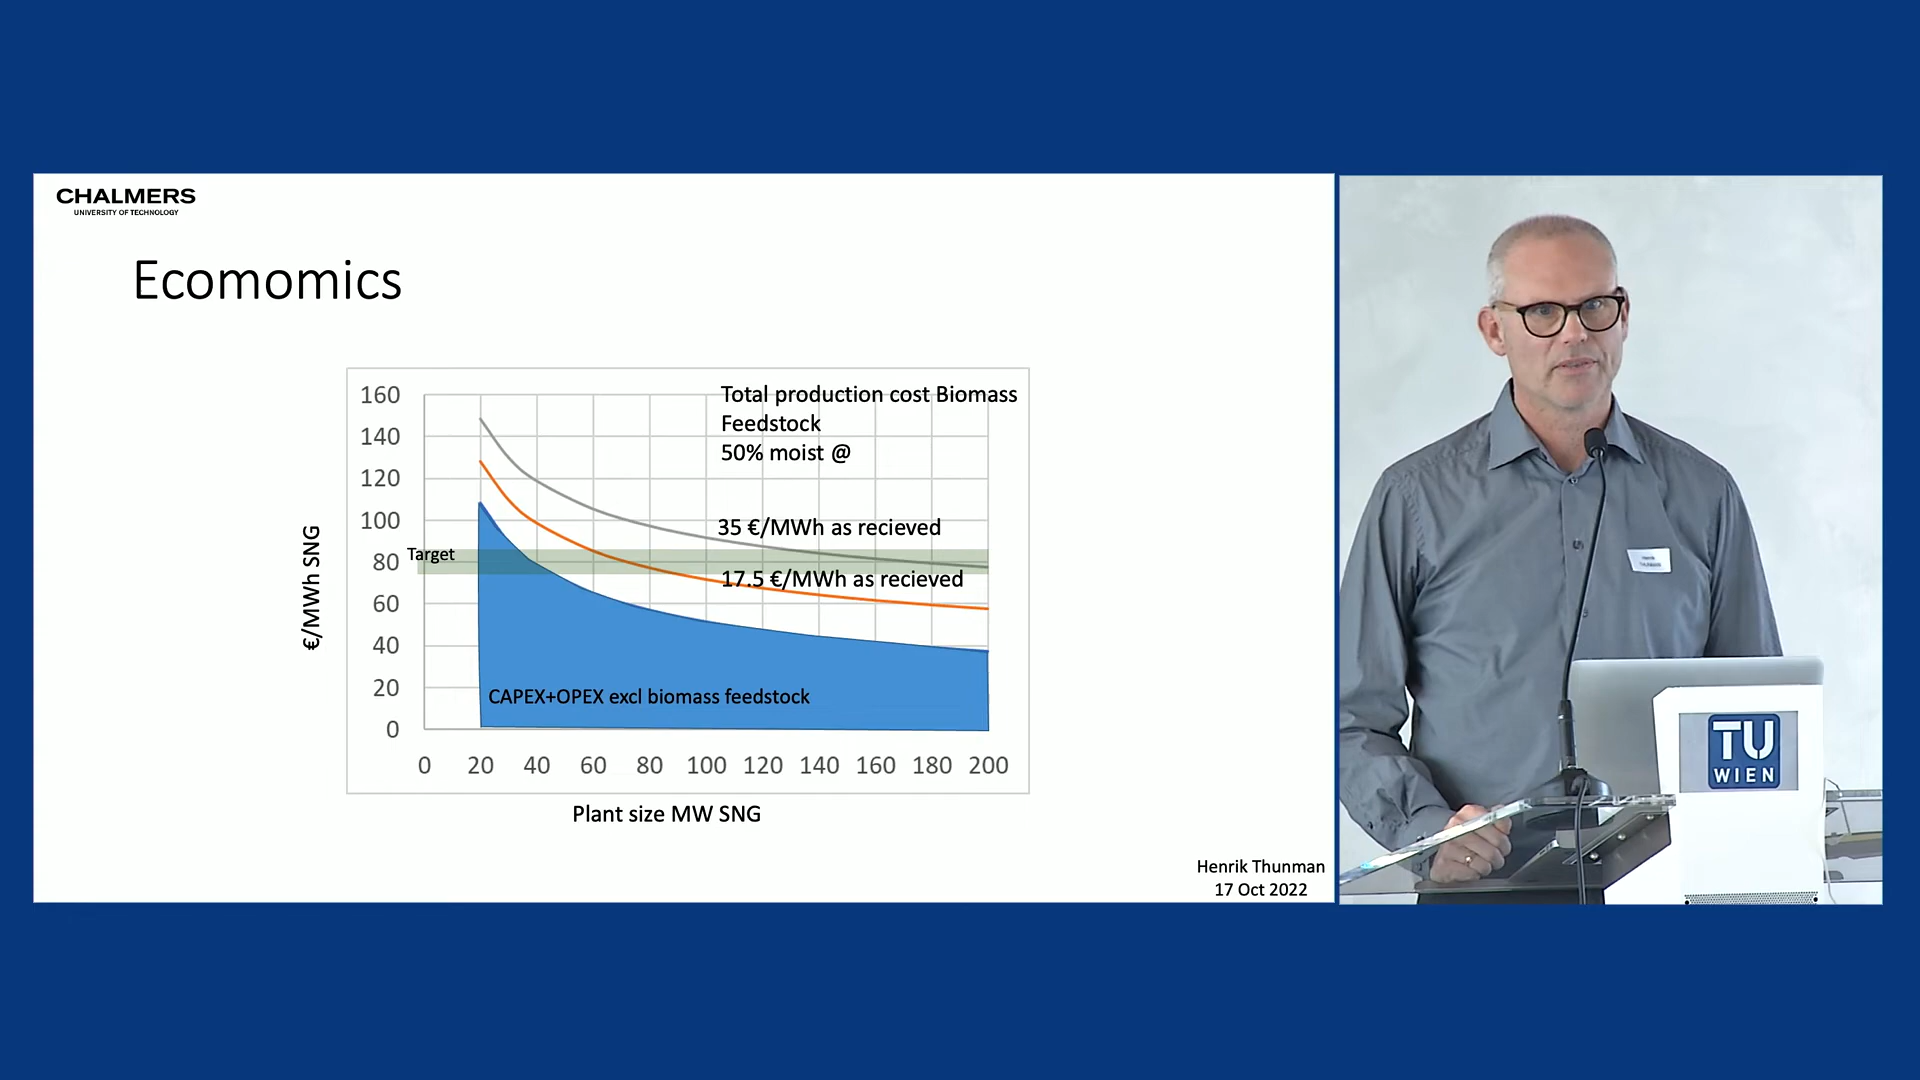 CHALMERS
UNIVERSITY OF TECHNOLOGY
Ecomomics
160
140
120
100
80
60
40
20
0
€/MWh SNG
Target
Total production cost Biomass
Feedstock
50% moist @
35 €/MWh as recieved
17.5 €/MWh as recieved
CAPEX+OPEX excl biomass feedstock
0 20 40 60 80 100 120 140 160 180 200
Plant size MW SNG
Henrik Thunman
17 Oct 2022
TU
WIEN